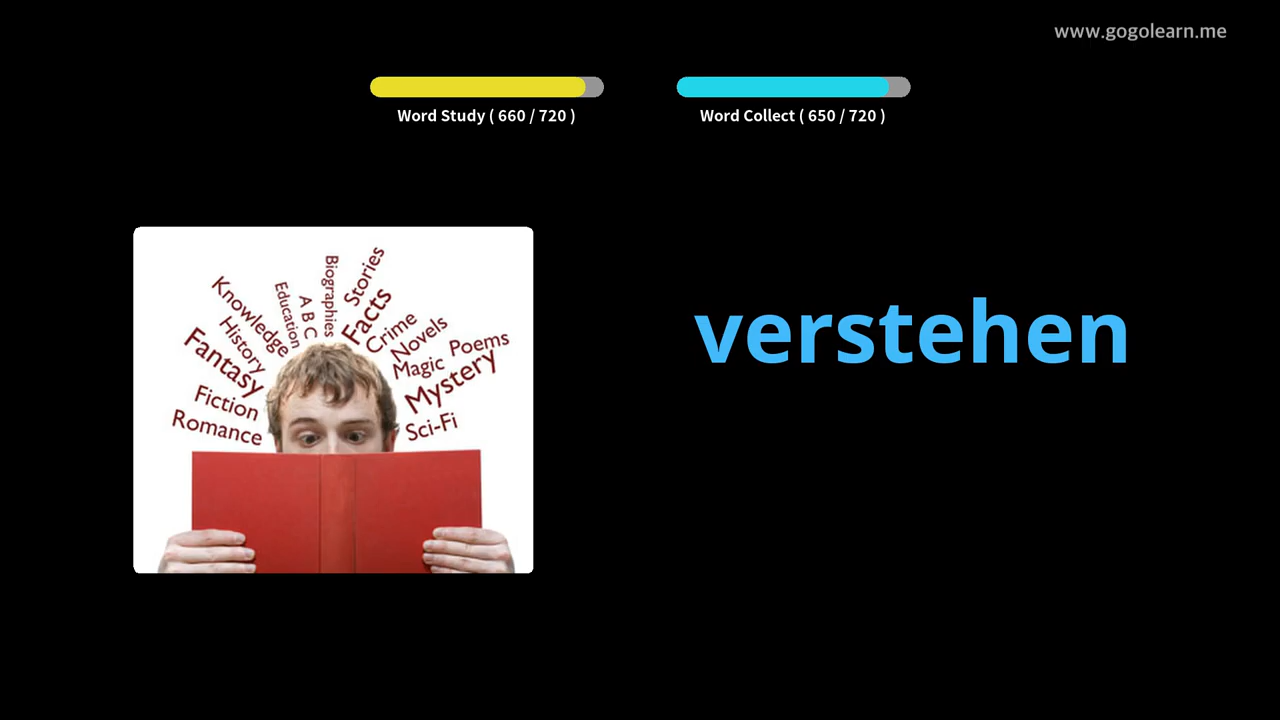 www.gogolearn.me
Word Study ( 660 / 720 )
Word Collect ( 650 / 720 )
verstehen
Romance
Fiction
Fantasy
History
Knowledge
Education
A B C
Biographies
Stories
Facts
Crime
Novels
Magic
Poems
Mystery
Sci-Fi